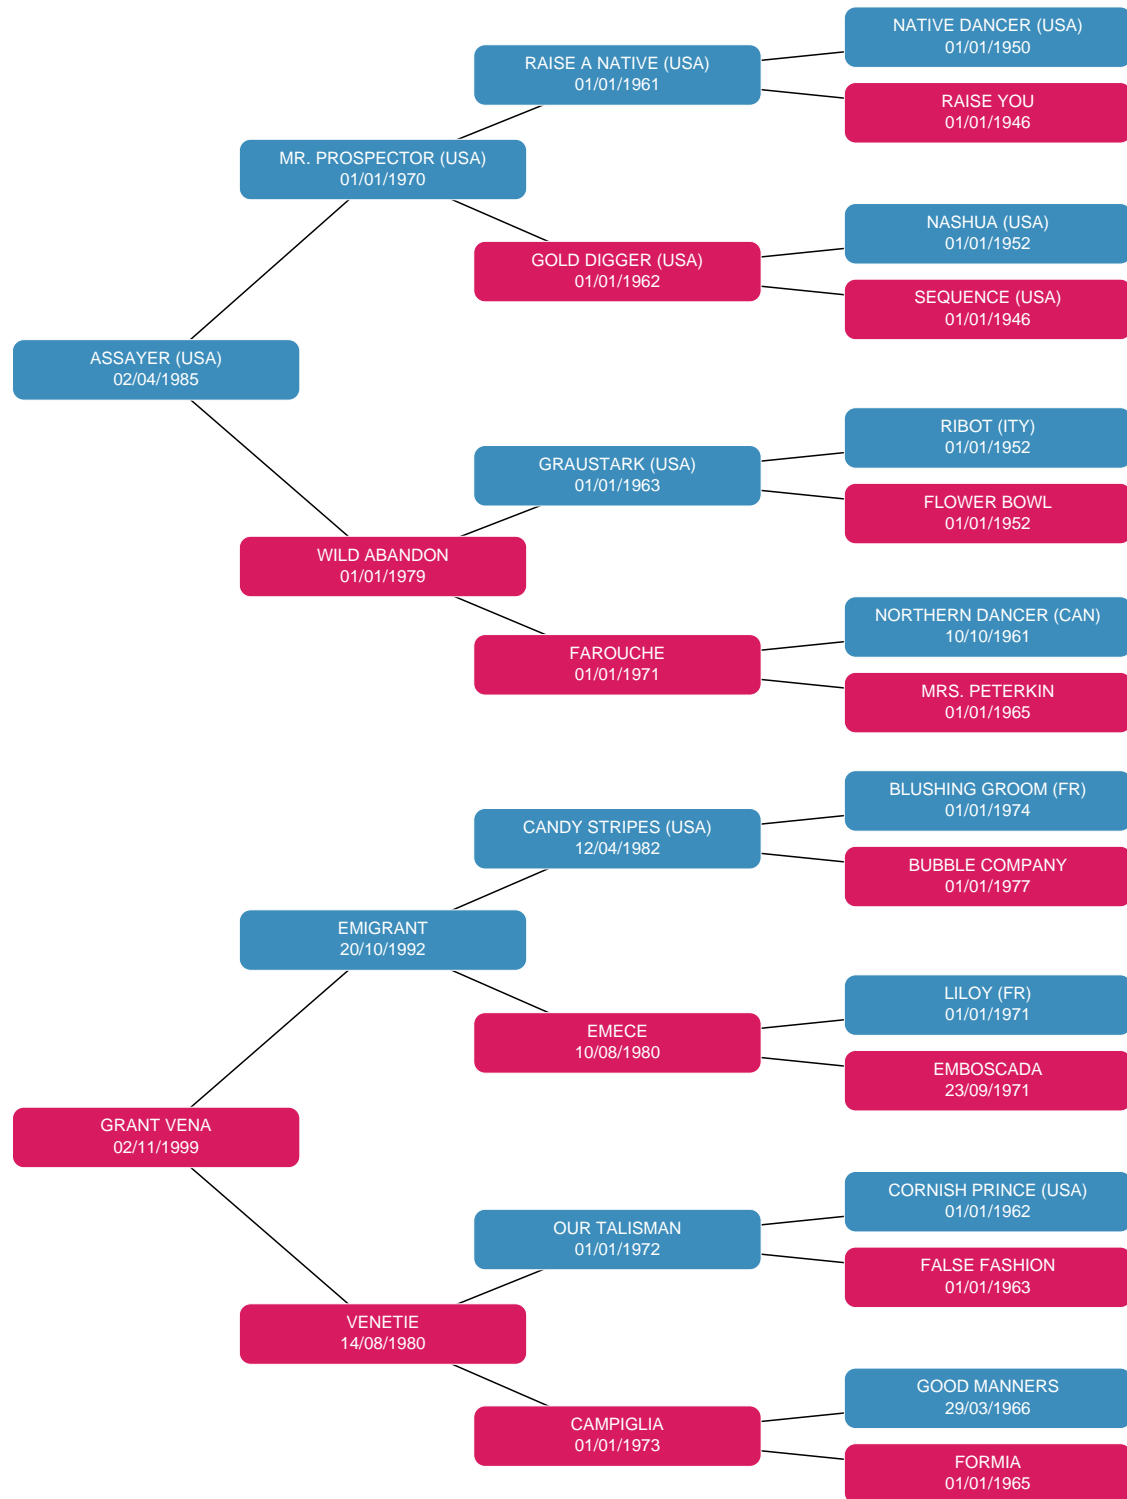 NATIVE DANCER (USA)
01/01/1950
RAISE A NATIVE (USA)
01/01/1961
RAISE YOU
01/01/1946
MR. PROSPECTOR (USA)
01/01/1970
NASHUA (USA)
01/01/1952
GOLD DIGGER (USA)
01/01/1962
SEQUENCE (USA)
01/01/1946
ASSAYER (USA)
02/04/1985
RIBOT (ITY)
01/01/1952
GRAUSTARK (USA)
01/01/1963
FLOWER BOWL
01/01/1952
WILD ABANDON
01/01/1979
NORTHERN DANCER (CAN)
10/10/1961
FAROUCHE
01/01/1971
MRS. PETERKIN
01/01/1965
BLUSHING GROOM (FR)
01/01/1974
CANDY STRIPES (USA)
12/04/1982
BUBBLE COMPANY
01/01/1977
EMIGRANT
20/10/1992
LILOY (FR)
01/01/1971
EMECE
10/08/1980
EMBOSCADA
23/09/1971
GRANT VENA
02/11/1999
CORNISH PRINCE (USA)
01/01/1962
OUR TALISMAN
01/01/1972
FALSE FASHION
01/01/1963
VENETIE
14/08/1980
GOOD MANNERS
29/03/1966
CAMPIGLIA
01/01/1973
FORMIA
01/01/1965